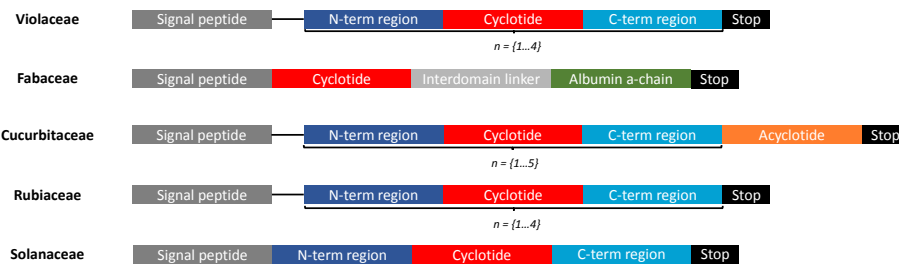 Violaceae Signal peptide N-term region Cyclotide C-term region Stop
n = {1...4}
Fabaceae Signal peptide Cyclotide Interdomain linker Albumin a-chain Stop
Cucurbitaceae Signal peptide N-term region Cyclotide C-term region Acyclotide Stop
n = {1...5}
Rubiaceae Signal peptide N-term region Cyclotide C-term region Stop
n = {1...4}
Solanaceae Signal peptide N-term region Cyclotide C-term region Stop